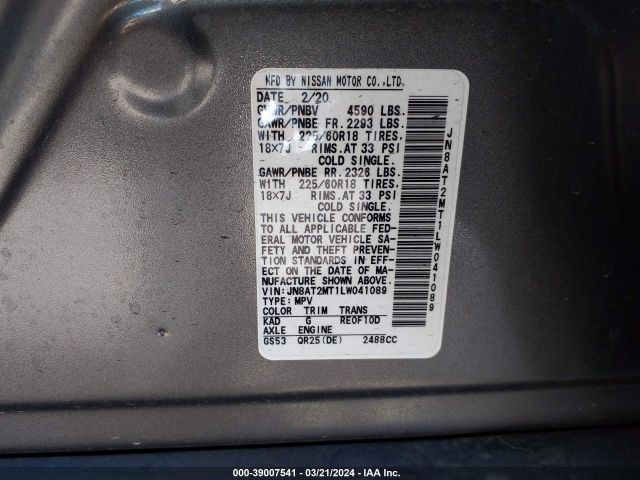 MFD BY NISSAN MOTOR CO.,LTD.
DATE 2/20
GVWR/PNBV 4590 LBS.
GAWR/PNBE FR. 2293 LBS.
WITH 225/60R18 TIRES.
18X7J RIMS.AT 33 PSI
COLD SINGLE.
GAWR/PNBE RR. 2326 LBS.
WITH 225/60R18 TIRES.
18X7J RIMS.AT 33 PSI
COLD SINGLE.
THIS VEHICLE CONFORMS
TO ALL APPLICABLE FED-
ERAL MOTOR VEHICLE SA-
FETY AND THEFT PREVEN-
TION STANDARDS IN EFF-
ECT ON THE DATE OF MA-
NUFACTURE SHOWN ABOVE.
VIN:JN8AT2MT1LW041089
TYPE: MPV
COLOR TRIM TRANS
KAD G RE0F10D
AXLE ENGINE
GS53 QR25(DE) 2488CC
JN8AT2MT1LW041089
000-39007541 - 03/21/2024 - IAA Inc.